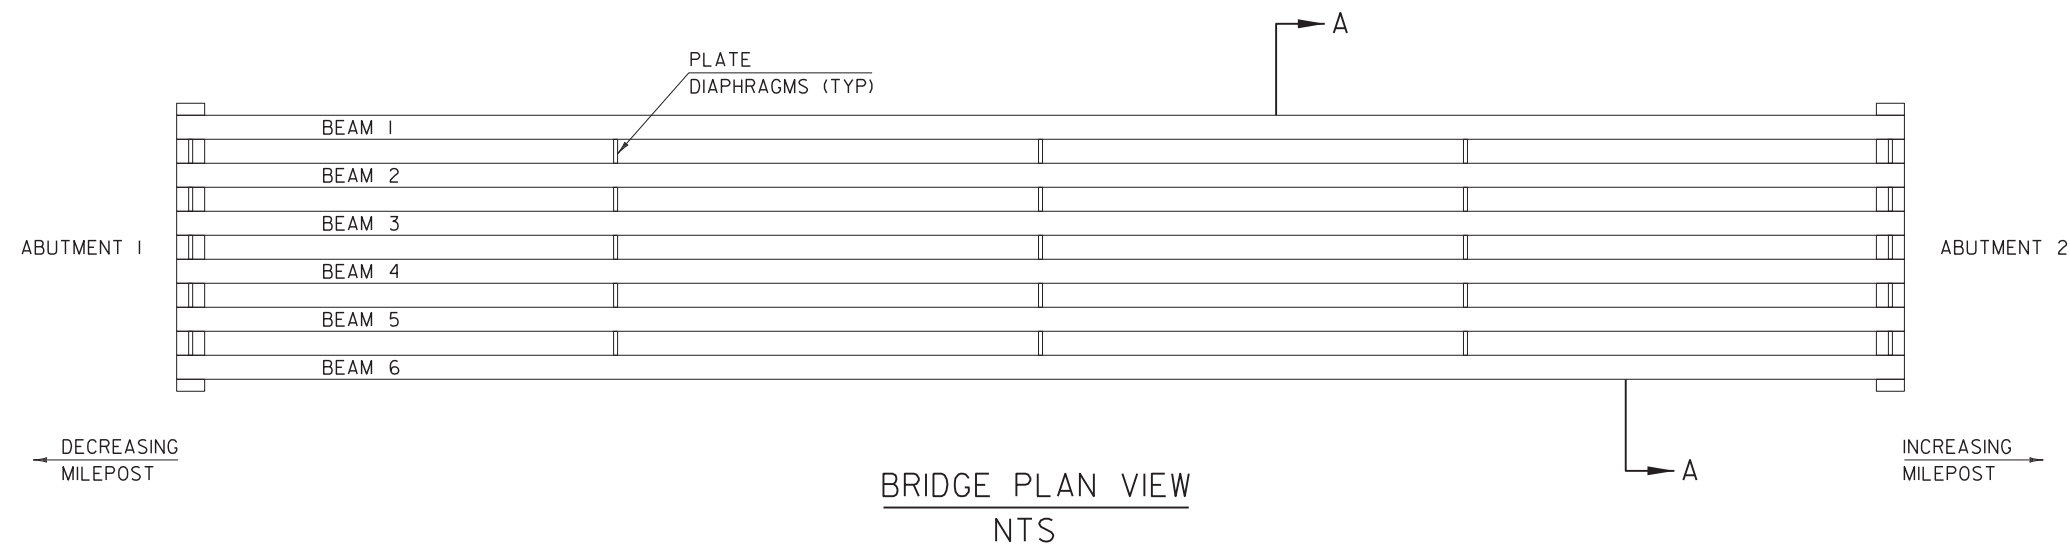 A
PLATE
DIAPHRAGMS (TYP)
BEAM 1
BEAM 2
BEAM 3
ABUTMENT 1
ABUTMENT 2
BEAM 4
BEAM 5
BEAM 6
DECREASING
MILEPOST
INCREASING
MILEPOST
A
BRIDGE PLAN VIEW
NTS